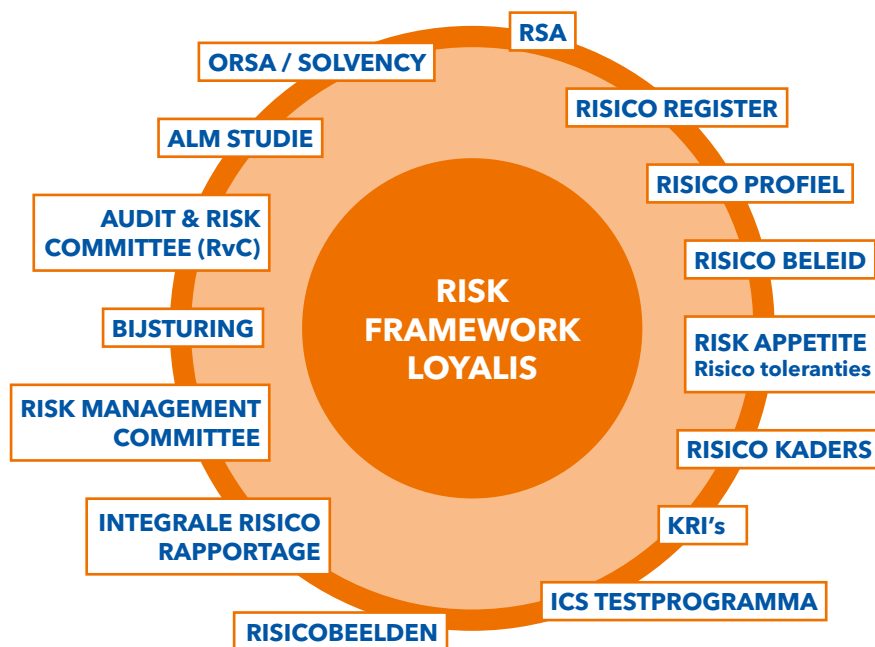 RSA
ORSA / SOLVENCY
RISICO REGISTER
ALM STUDIE
RISICO PROFIEL
AUDIT & RISK
COMMITTEE (RvC)
RISICO BELEID
RISK
FRAMEWORK
LOYALIS
BIJSTURING
RISK APPETITE
Risico toleranties
RISK MANAGEMENT
COMMITTEE
RISICO KADERS
INTEGRALE RISICO
RAPPORTAGE
KRI's
ICS TESTPROGRAMMA
RISICOBEELDEN